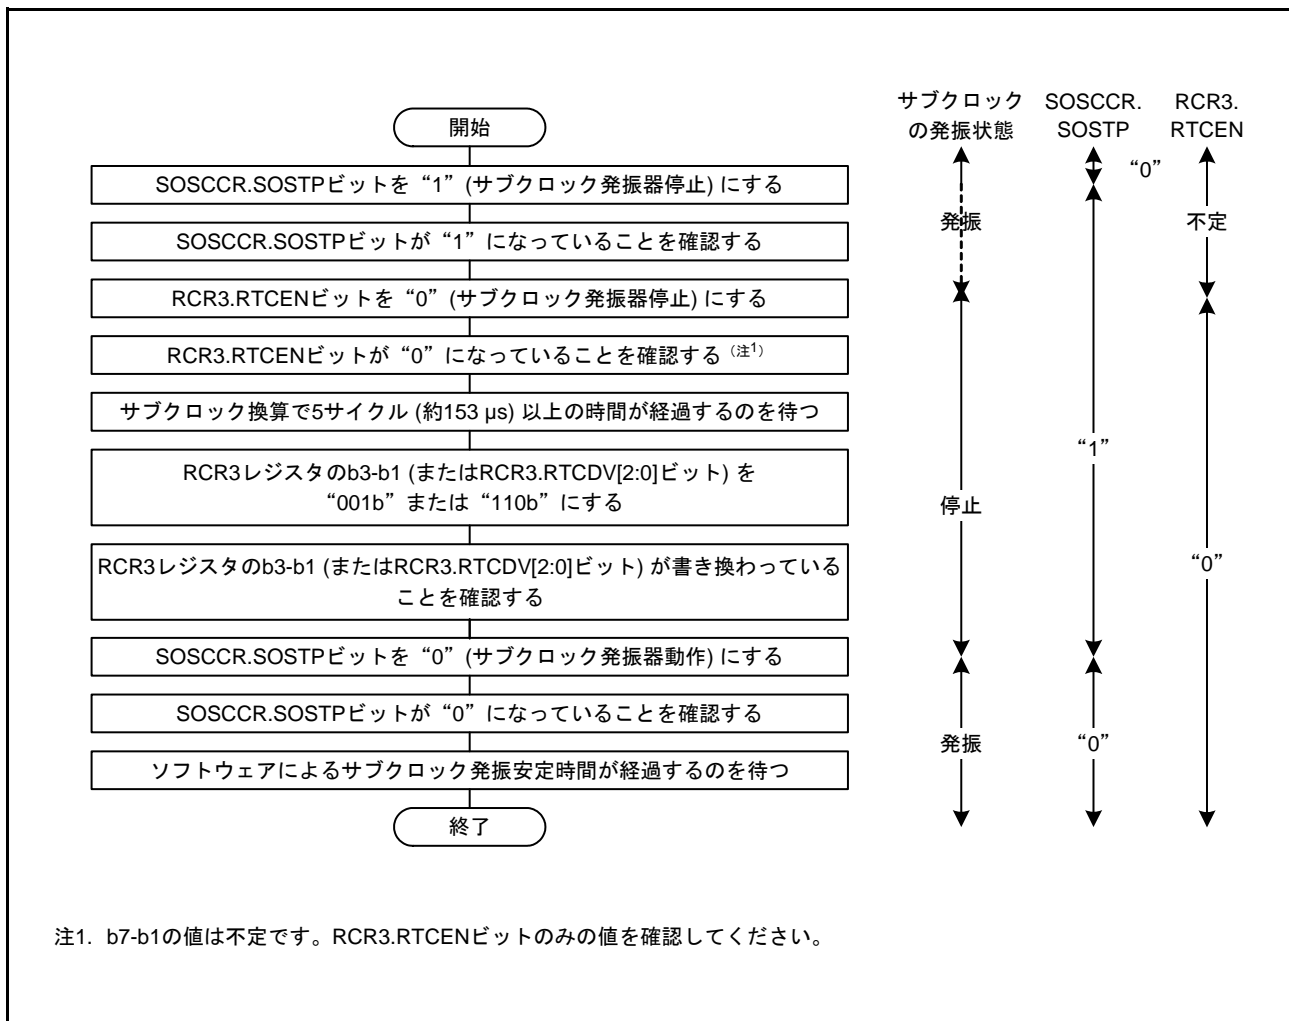 開始
SOSCCR.SOSTPビットを“1”(サブクロック発振器停止) にする
SOSCCR.SOSTPビットが“1”になっていることを確認する
RCR3.RTCENビットを“0”(サブクロック発振器停止) にする
RCR3.RTCENビットが“0”になっていることを確認する (注1)
サブクロック換算で5サイクル (約153 µs) 以上の時間が経過するのを待つ
RCR3レジスタのb3-b1 (またはRCR3.RTCDV[2:0]ビット) を
“001b”または“110b”にする
RCR3レジスタのb3-b1 (またはRCR3.RTCDV[2:0]ビット) が書き換わっている
ことを確認する
SOSCCR.SOSTPビットを“0”(サブクロック発振器動作) にする
SOSCCR.SOSTPビットが“0”になっていることを確認する
ソフトウェアによるサブクロック発振安定時間が経過するのを待つ
終了
サブクロック
の発振状態
発振
停止
発振
SOSCCR.
SOSTP
“0”
“1”
“0”
RCR3.
RTCEN
不定
“0”
注1. b7-b1の値は不定です。RCR3.RTCENビットのみの値を確認してください。